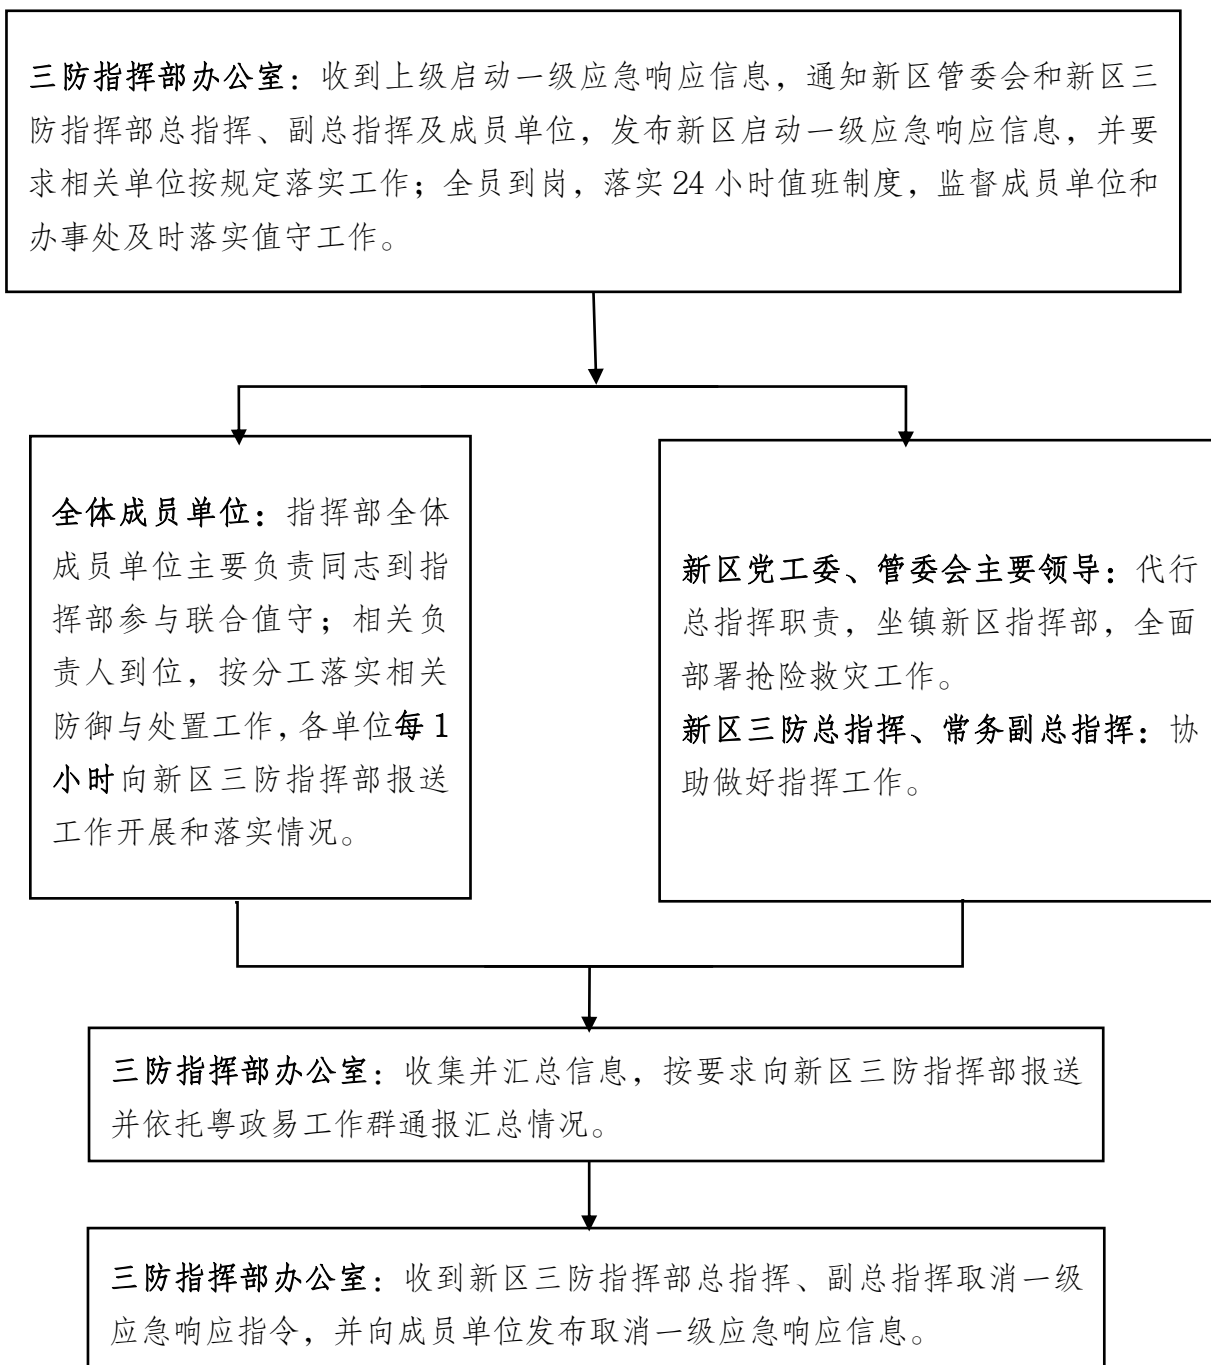 三防指挥部办公室：收到上级启动一级应急响应信息，通知新区管委会和新区三
防指挥部总指挥、副总指挥及成员单位，发布新区启动一级应急响应信息，并要
求相关单位按规定落实工作；全员到岗，落实 24 小时值班制度，监督成员单位和
办事处及时落实值守工作。
全体成员单位：指挥部全体
成员单位主要负责同志到指
挥部参与联合值守；相关负
责人到位，按分工落实相关
防御与处置工作，各单位每 1
小时向新区三防指挥部报送
工作开展和落实情况。
新区党工委、管委会主要领导：代行
总指挥职责，坐镇新区指挥部，全面
部署抢险救灾工作。
新区三防总指挥、常务副总指挥：协
助做好指挥工作。
三防指挥部办公室：收集并汇总信息，按要求向新区三防指挥部报送
并依托粤政易工作群通报汇总情况。
三防指挥部办公室：收到新区三防指挥部总指挥、副总指挥取消一级
应急响应指令，并向成员单位发布取消一级应急响应信息。